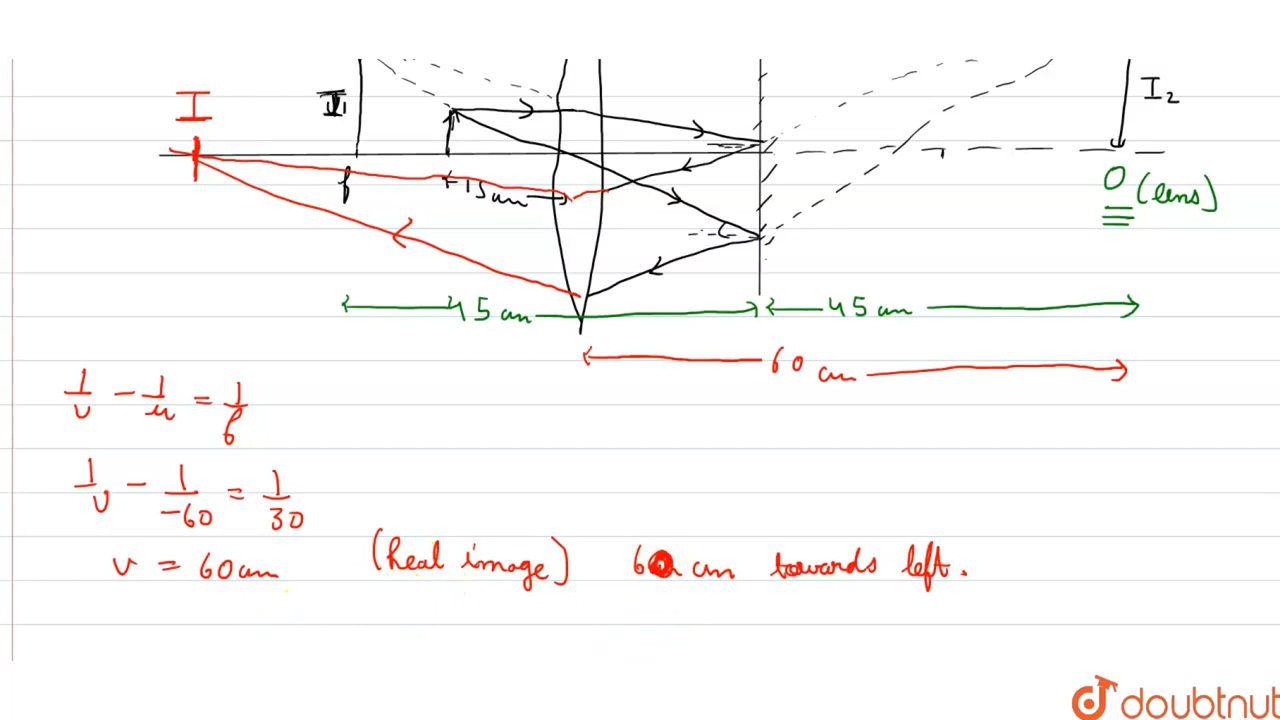 I
I₁
I₂
f
+15 cm
O (lens)
45 cm
45 cm
60 cm
1/v - 1/u = 1/f
1/v - 1/-60 = 1/30
v = 60 cm (Real image) 60 cm towards left.
doubtnut